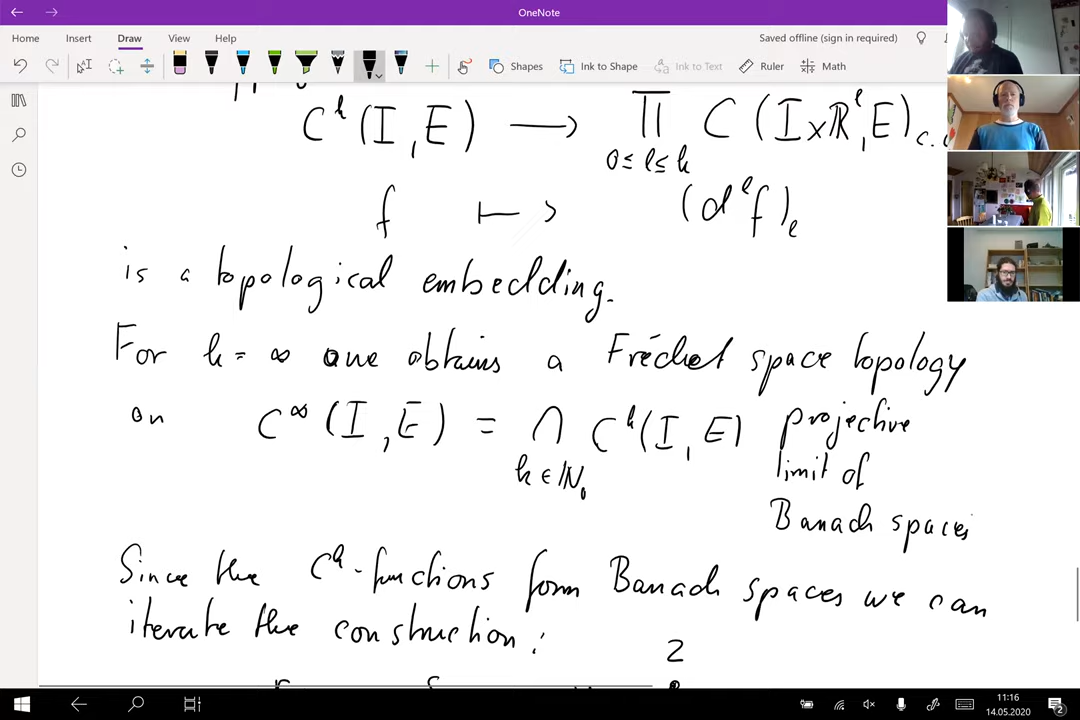 OneNote
Home Insert Draw View Help
Saved offline (sign in required)
Shapes Ink to Shape Ink to Text Ruler Math
C^k (I, E) ⟶ ∏ C (I x ℝ^l, E) c.
0 ≤ l ≤ k
f ⟼ (d^l f)_l
is a topological embedding.
For k = ∞ one obtains a Fréchet space topology
on C^∞ (I, E) = ∩ C^k (I, E) projective
k ∈ ℕ_0 limit of
Banach spaces
Since the C^k-functions form Banach spaces we can
iterate the construction:
2
11:16
14.05.2020
2